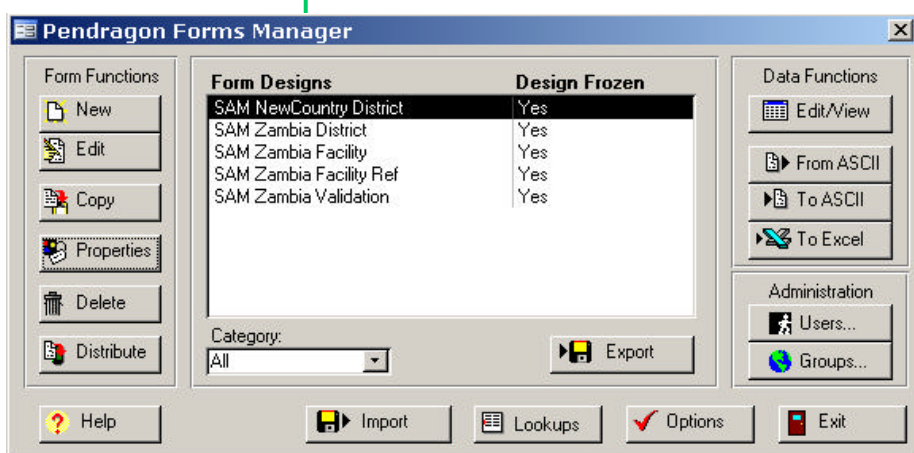 Pendragon Forms Manager
Form Functions
New
Edit
Copy
Properties
Delete
Distribute
Form Designs Design Frozen
SAM NewCountry District Yes
SAM Zambia District Yes
SAM Zambia Facility Yes
SAM Zambia Facility Ref Yes
SAM Zambia Validation Yes
Category:
All
Export
Data Functions
Edit/View
From ASCII
To ASCII
To Excel
Administration
Users...
Groups...
Help
Import
Lookups
Options
Exit